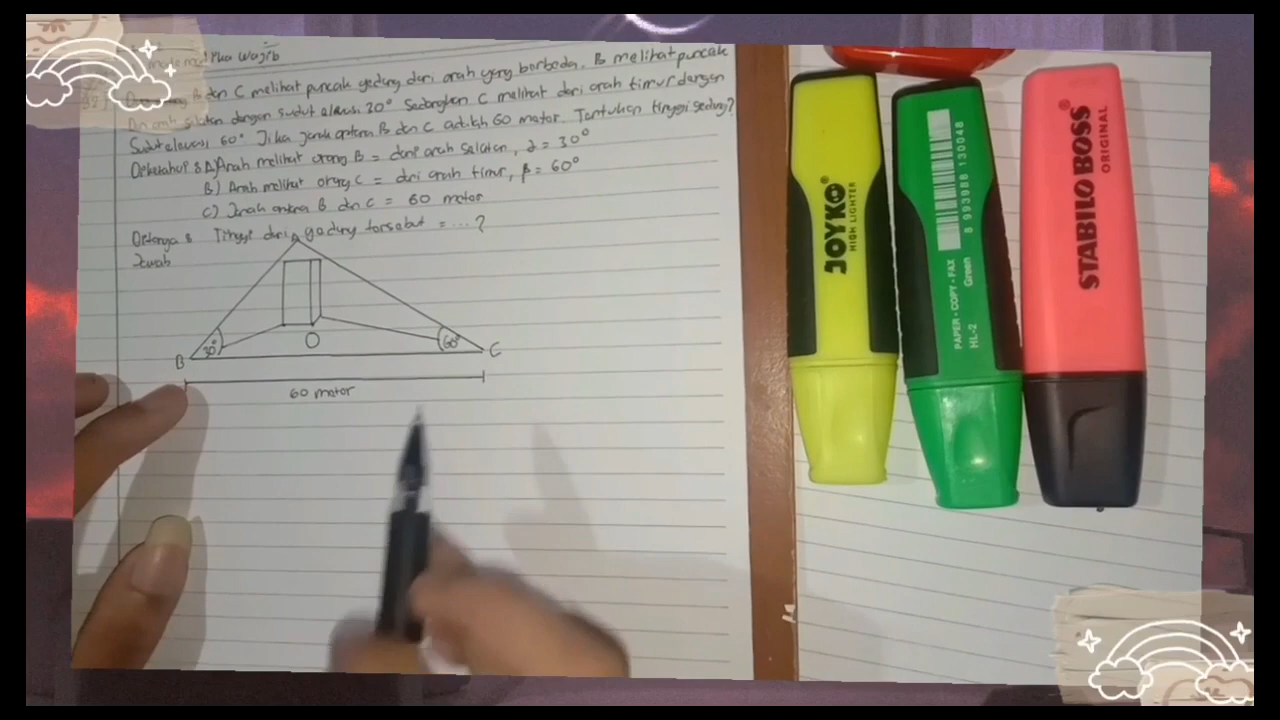 Mtk Wajib
B dan C melihat puncak gedung dari arah yang berbeda. B melihat puncak
Dari arah selatan dengan sudut elevasi 30° Sedangkan C melihat dari arah timur dengan
Sudut elevasi 60° Jika jarak antara B dan C adalah 60 meter. Tentukan tinggi gedung?
Diketahui : A) Arah melihat orang B = dari arah selatan, α = 30°
B) Arah melihat orang C = dari arah timur, β = 60°
C) Jarak antara B dan C = 60 meter
Ditanya : Tinggi dari gedung tersebut = ... ?
Jawab
A
B
30°
O
60°
C
60 meter
JOYKO®
HIGH LIGHTER
PAPER • COPY • FAX
HL-2
Green
8 993988 130048
STABILO BOSS®
ORIGINAL